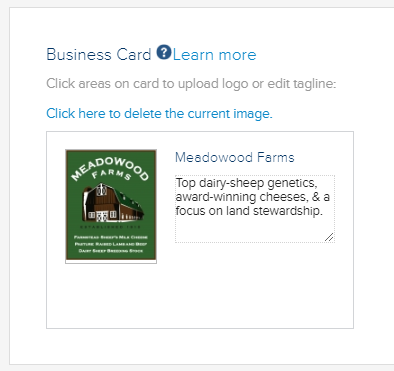 Business Card ? Learn more
Click areas on card to upload logo or edit tagline:
Click here to delete the current image.
MEADOWOOD
FARMS
ESTABLISHED 1910
FARMSTEAD SHEEP'S MILK CHEESE
PASTURE RAISED LAMB AND BEEF
DAIRY SHEEP BREEDING STOCK
Meadowood Farms
Top dairy-sheep genetics,
award-winning cheeses, & a
focus on land stewardship.